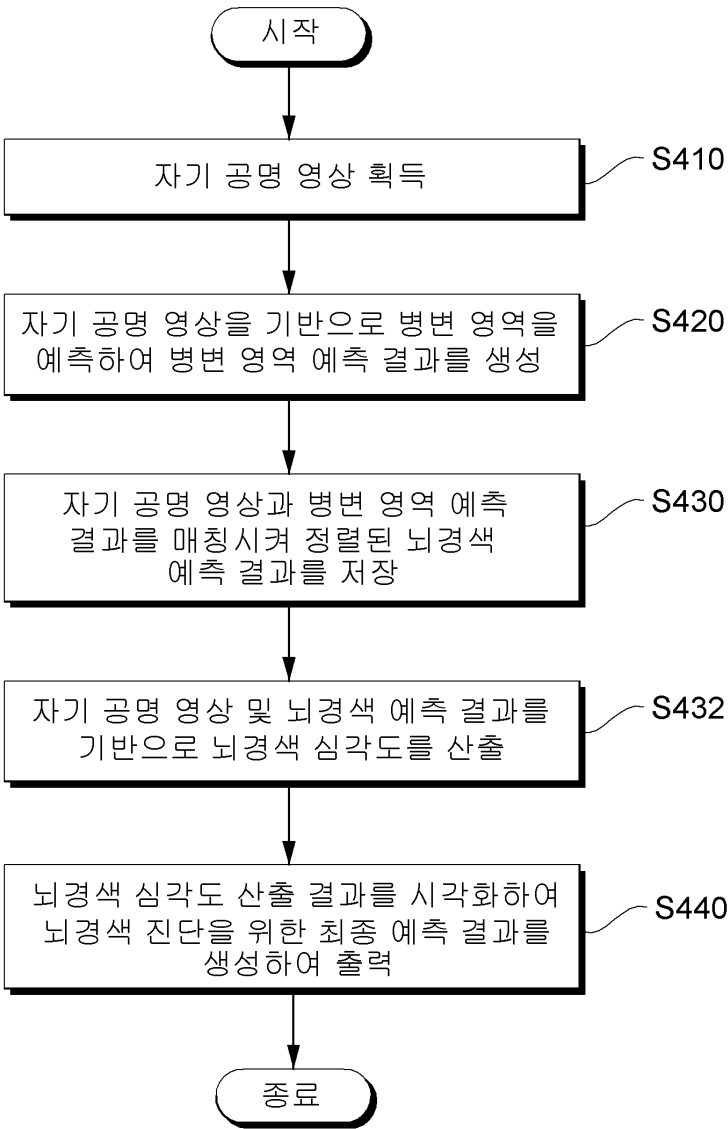 시작
자기 공명 영상 획득
S410
자기 공명 영상을 기반으로 병변 영역을
예측하여 병변 영역 예측 결과를 생성
S420
자기 공명 영상과 병변 영역 예측
결과를 매칭시켜 정렬된 뇌경색
예측 결과를 저장
S430
자기 공명 영상 및 뇌경색 예측 결과를
기반으로 뇌경색 심각도를 산출
S432
뇌경색 심각도 산출 결과를 시각화하여
뇌경색 진단을 위한 최종 예측 결과를
생성하여 출력
S440
종료